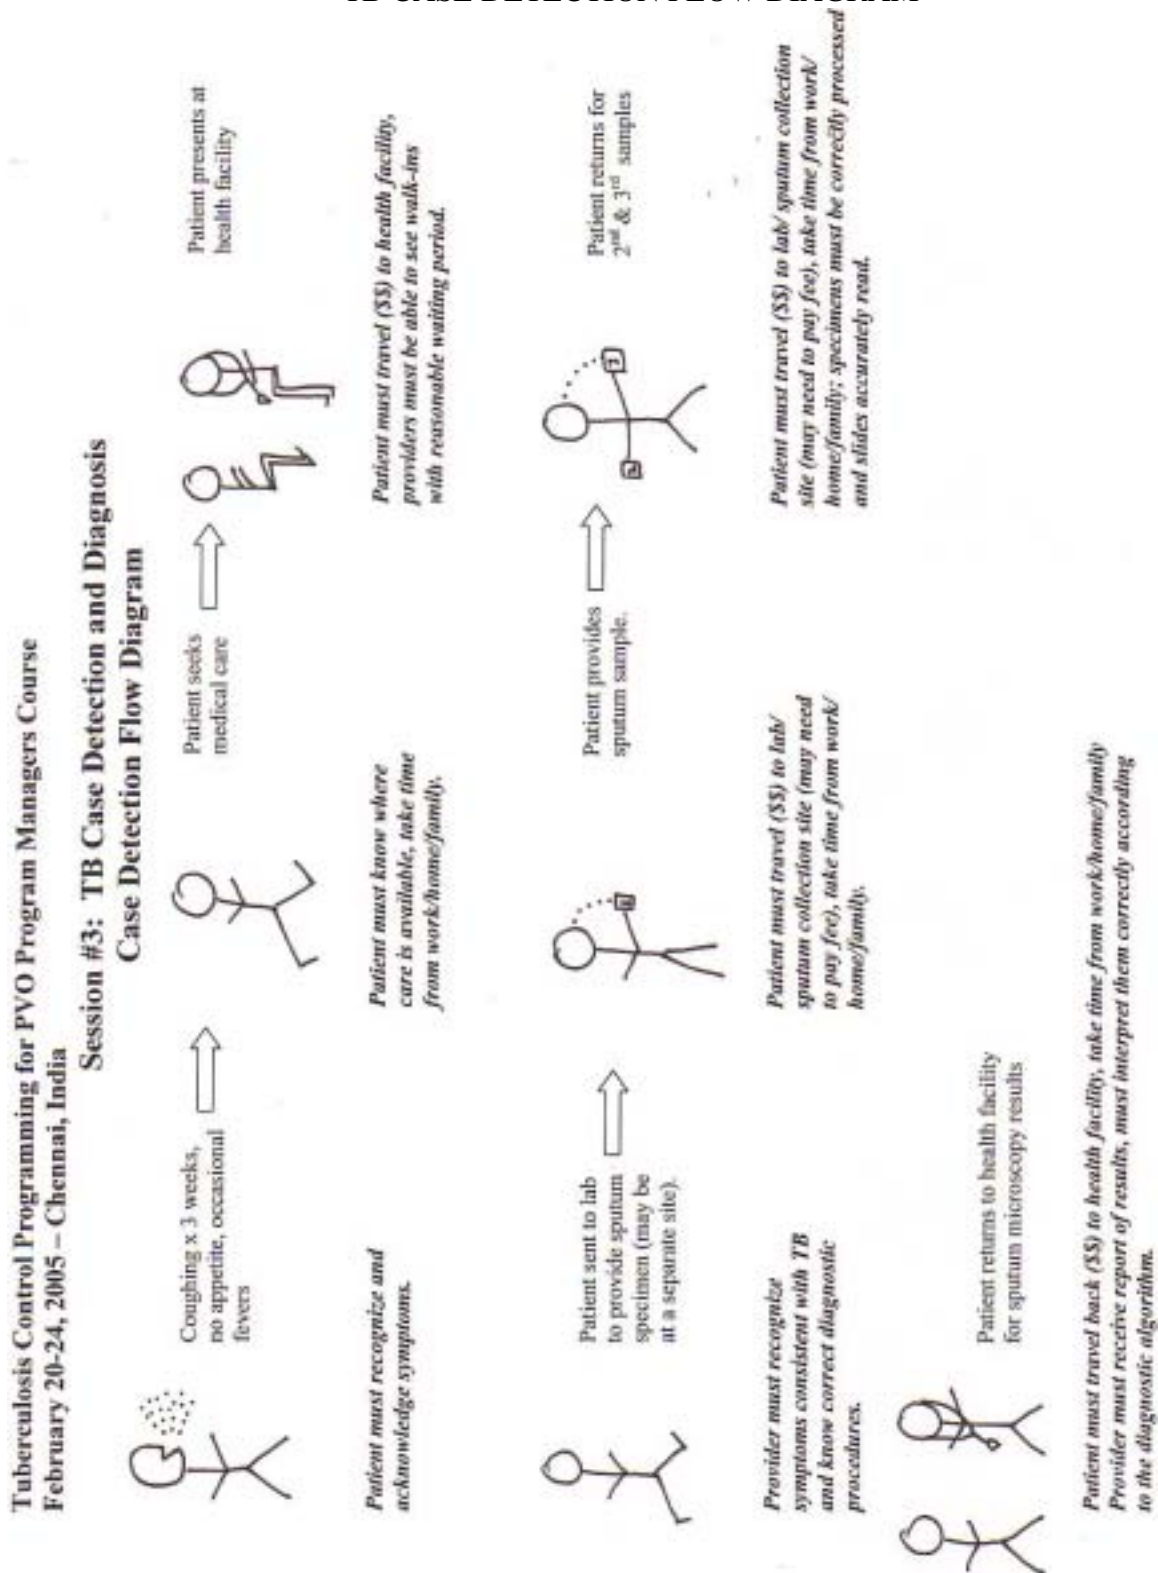 TB CASE DETECTION FLOW DIAGRAM
Tuberculosis Control Programming for PVO Program Managers Course
February 20-24, 2005 – Chennai, India
Session #3: TB Case Detection and Diagnosis
Case Detection Flow Diagram
Coughing x 3 weeks,
no appetite, occasional
fevers
Patient seeks
medical care
Patient presents at
health facility
Patient must recognize and
acknowledge symptoms.
Patient must know where
care is available, take time
from work/home/family.
Patient must travel ($$) to health facility,
providers must be able to see walk-ins
with reasonable waiting period.
Patient sent to lab
to provide sputum
specimen (may be
at a separate site).
Patient provides
sputum sample.
Patient returns for
2nd & 3rd samples
1
2
3
Provider must recognize
symptoms consistent with TB
and know correct diagnostic
procedures.
Patient must travel ($$) to lab/
sputum collection site (may need
to pay fee), take time from work/
home/family.
Patient must travel ($$) to lab/ sputum collection
site (may need to pay fee), take time from work/
home/family; specimens must be correctly processed
and slides accurately read.
Patient returns to health facility
for sputum microscopy results
Patient must travel back ($$) to health facility, take time from work/home/family
Provider must receive report of results, must interpret them correctly according
to the diagnostic algorithm.